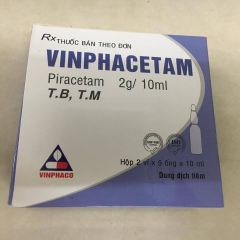 Rx THUỐC BÁN THEO ĐƠN
VINPHACETAM
Piracetam 2g/ 10ml
T.B, T.M
VINPHACO
Hộp 2 vỉ x 5 ống x 10 ml
Dung dịch tiêm